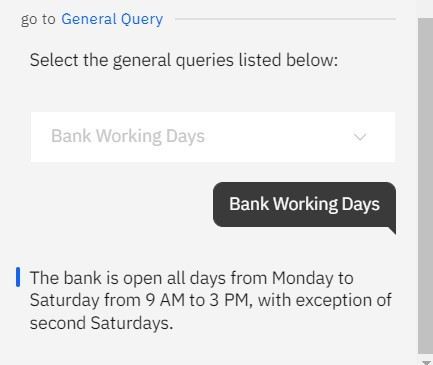 go to General Query
Select the general queries listed below:
Bank Working Days
Bank Working Days
The bank is open all days from Monday to
Saturday from 9 AM to 3 PM, with exception of
second Saturdays.